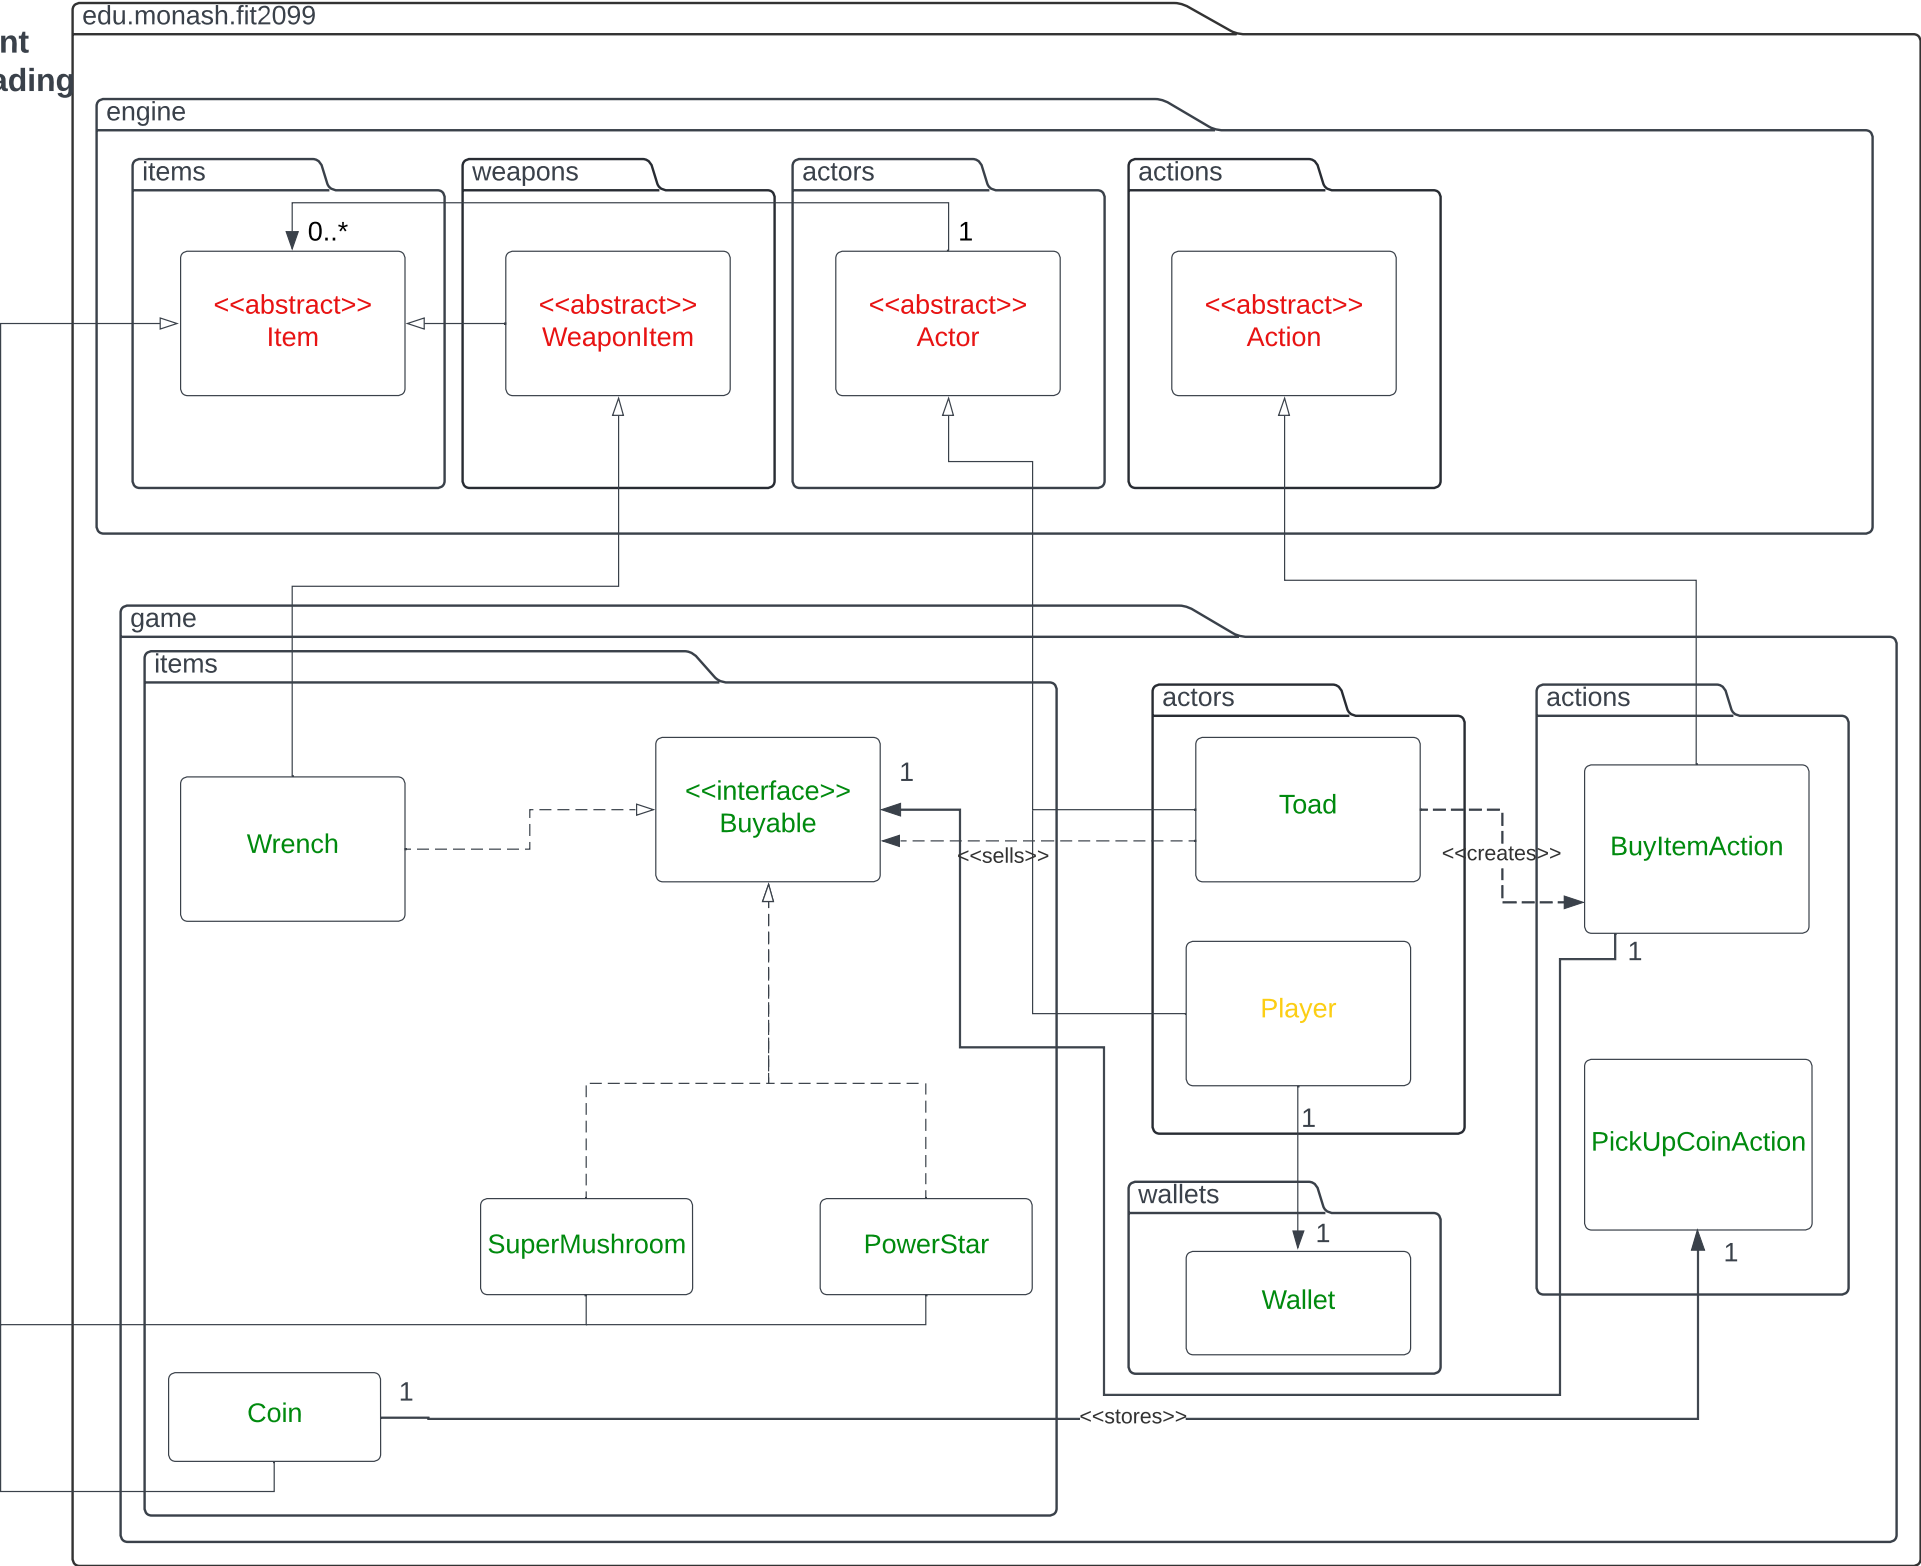 edu.monash.fit2099
nt
ading
engine
items
weapons
actors
actions
0..*
1
<<abstract>>
Item
<<abstract>>
WeaponItem
<<abstract>>
Actor
<<abstract>>
Action
game
items
actors
actions
Wrench
<<interface>>
Buyable
1
<<sells>>
Toad
<<creates>>
BuyItemAction
1
Player
1
PickUpCoinAction
1
wallets
1
Wallet
SuperMushroom
PowerStar
Coin
1
<<stores>>